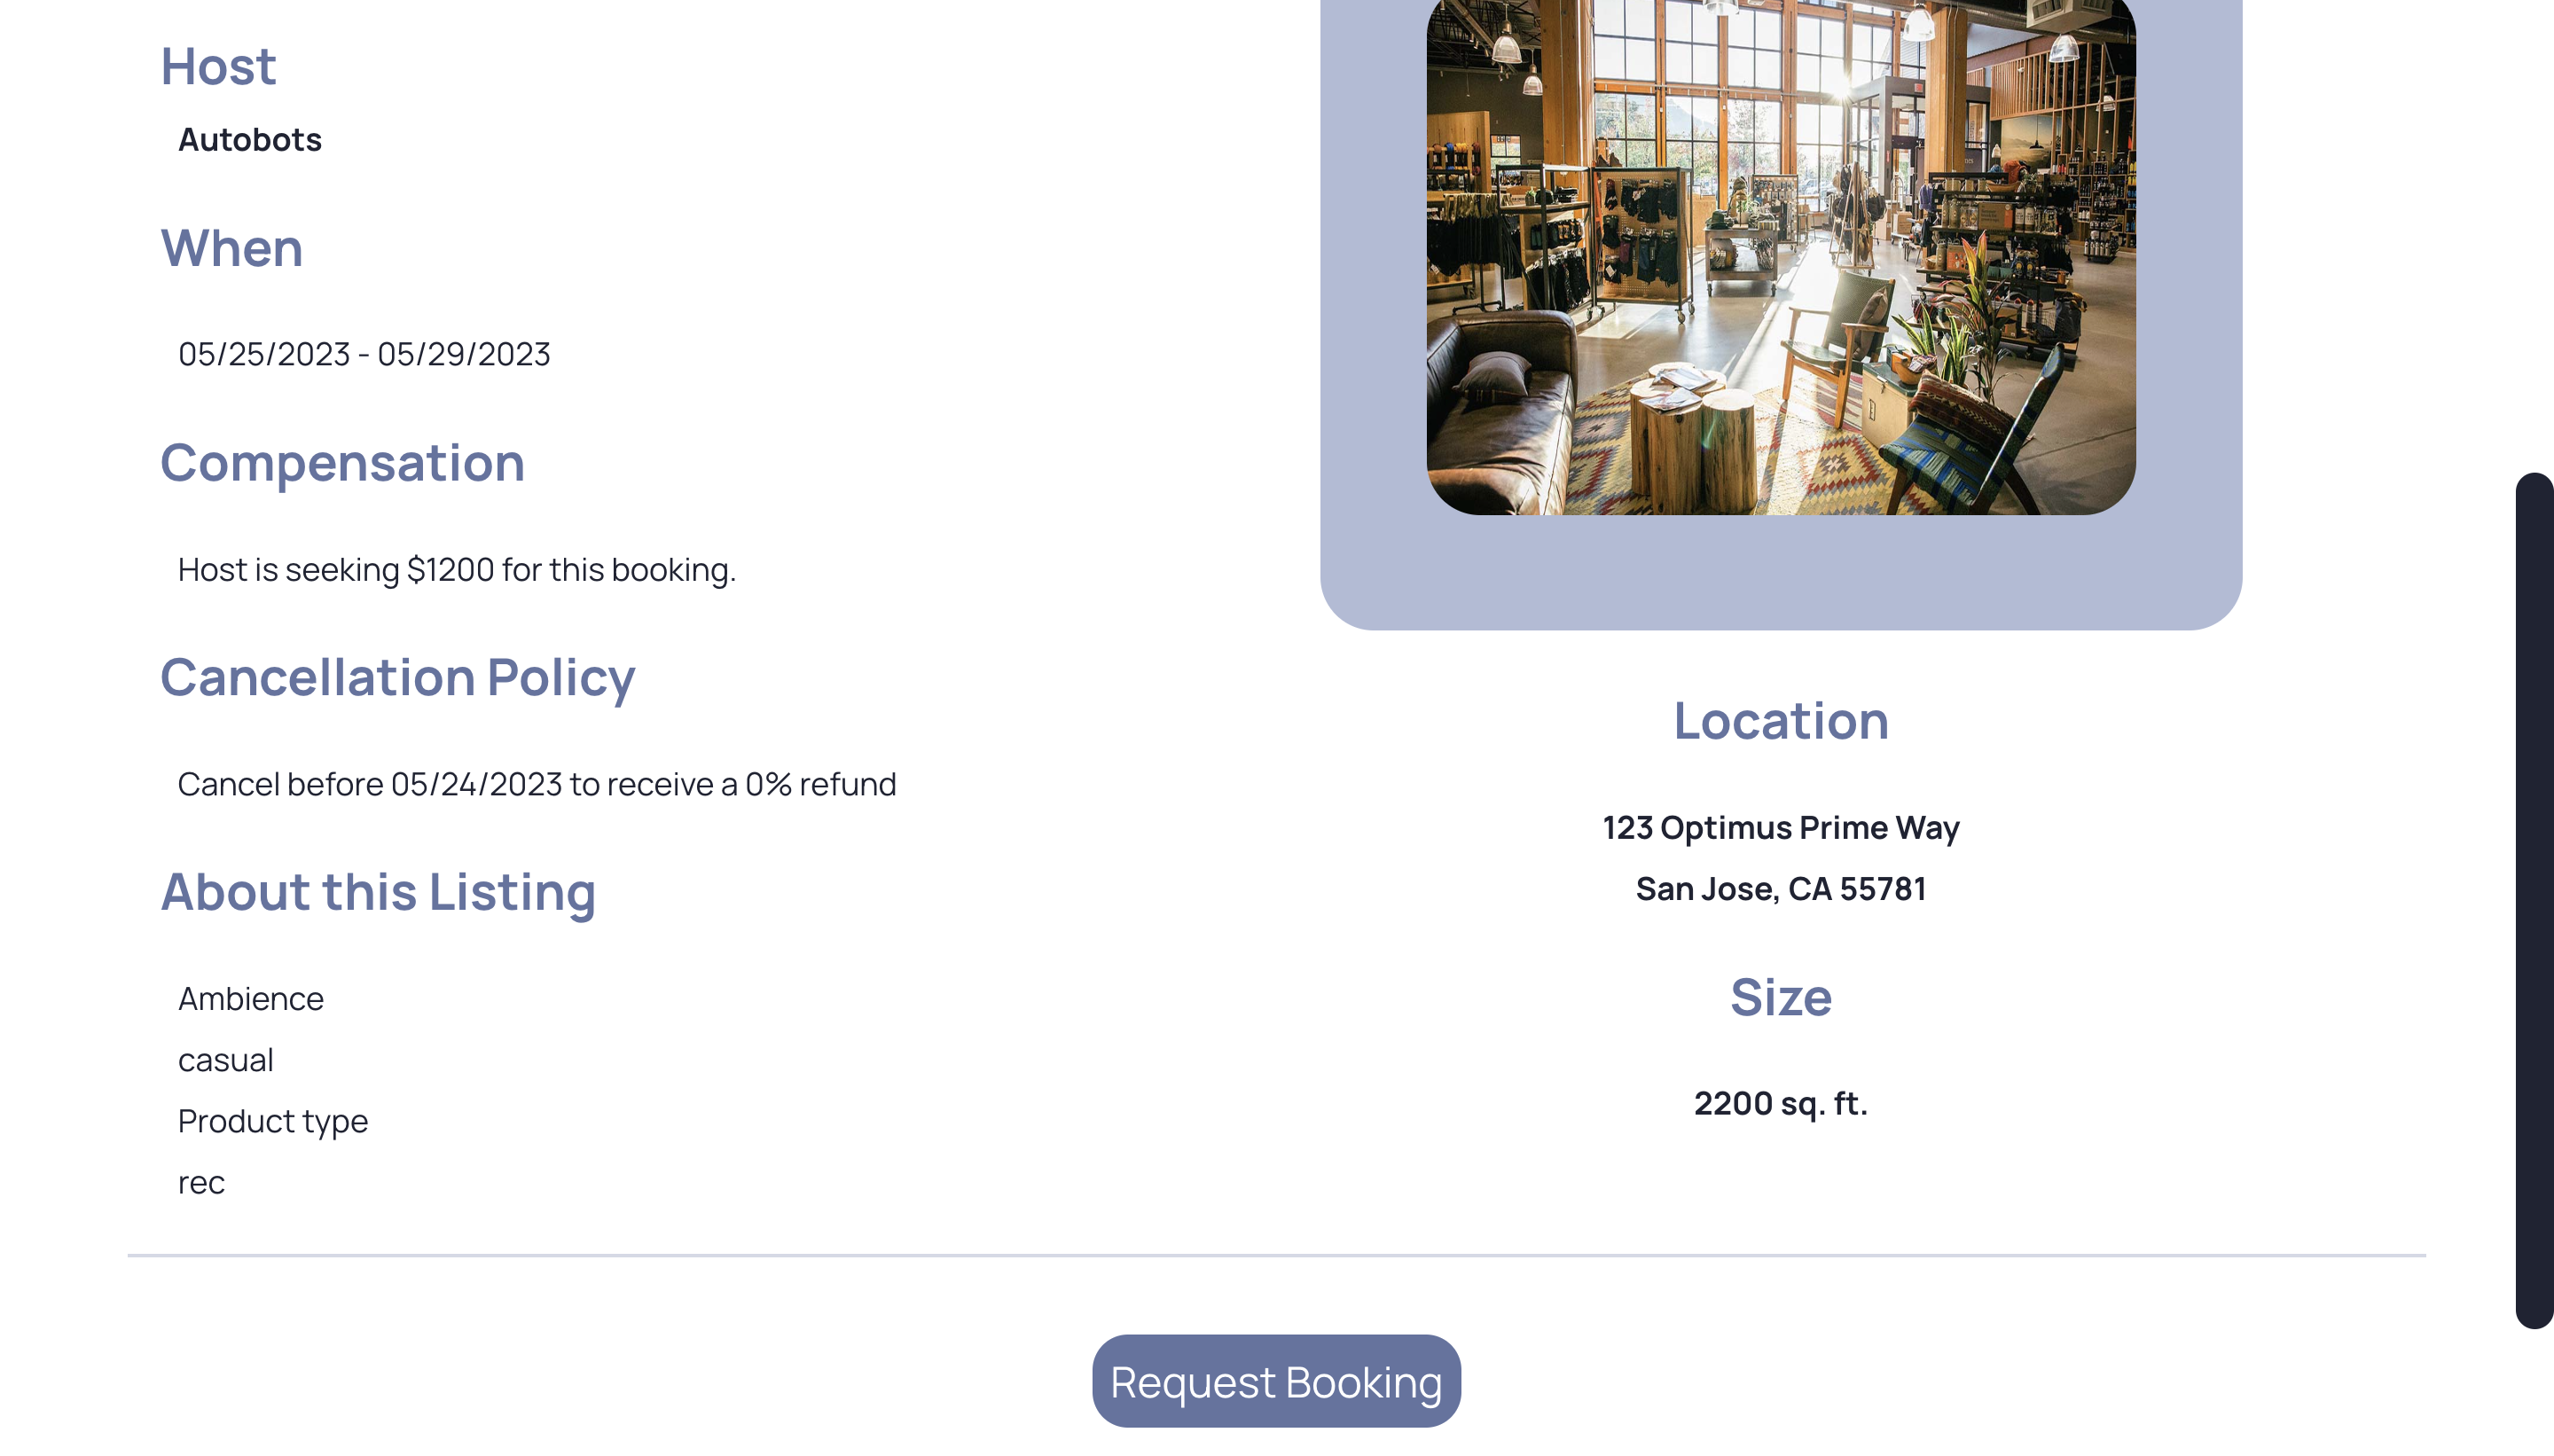 Host
Autobots
When
05/25/2023 - 05/29/2023
Compensation
Host is seeking $1200 for this booking.
Cancellation Policy
Cancel before 05/24/2023 to receive a 0% refund
About this Listing
Ambience
casual
Product type
rec
Location
123 Optimus Prime Way
San Jose, CA 55781
Size
2200 sq. ft.
Request Booking